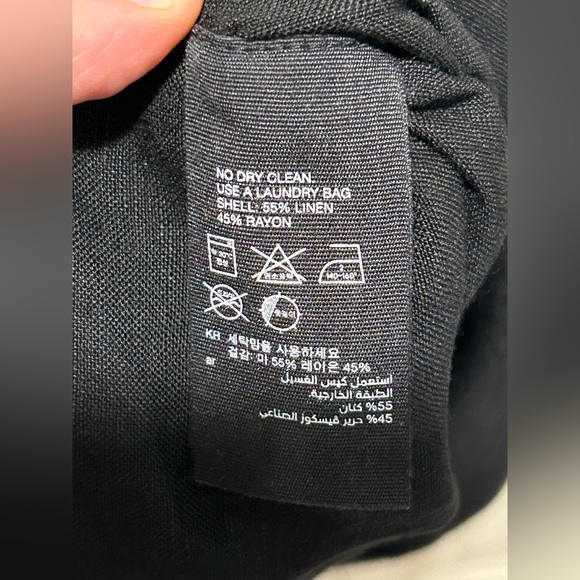 NO DRY CLEAN.
USE A LAUNDRY BAG
SHELL: 55% LINEN
45% RAYON
KR 세탁망을 사용하세요
겉감: 마 55% 레이온 45%
ar استعمل كيس الغسيل
الطبقة الخارجية:
55% كتان
45% حرير ڤيسكوز الصناعي